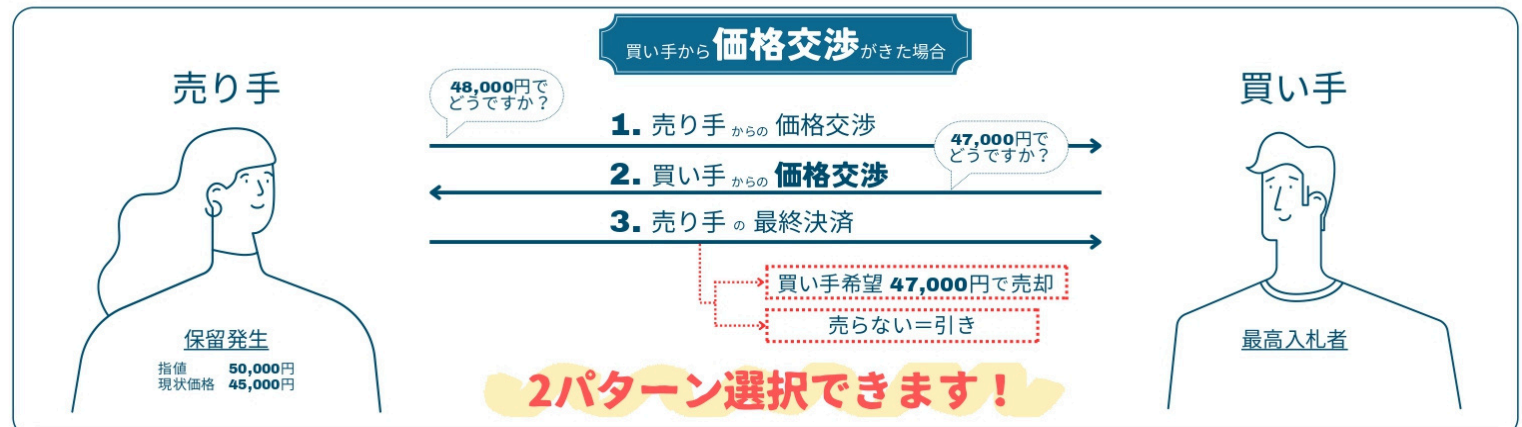 買い手から価格交渉がきた場合
売り手
買い手
48,000円で
どうですか？
1. 売り手 からの 価格交渉
47,000円で
どうですか？
2. 買い手 からの 価格交渉
3. 売り手 の 最終決済
買い手希望 47,000円で売却
売らない＝引き
保留発生
指値 50,000円
現状価格 45,000円
最高入札者
2パターン選択できます！